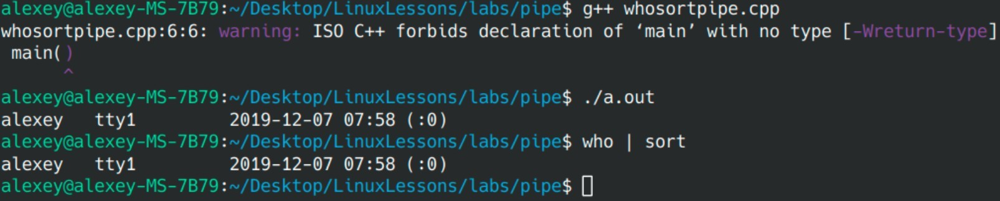 alexey@alexey-MS-7B79:~/Desktop/LinuxLessons/labs/pipe$ g++ whosortpipe.cpp
whosortpipe.cpp:6:6: warning: ISO C++ forbids declaration of ‘main’ with no type [-Wreturn-type]
 main()
      ^
alexey@alexey-MS-7B79:~/Desktop/LinuxLessons/labs/pipe$ ./a.out
alexey   tty1         2019-12-07 07:58 (:0)
alexey@alexey-MS-7B79:~/Desktop/LinuxLessons/labs/pipe$ who | sort
alexey   tty1         2019-12-07 07:58 (:0)
alexey@alexey-MS-7B79:~/Desktop/LinuxLessons/labs/pipe$